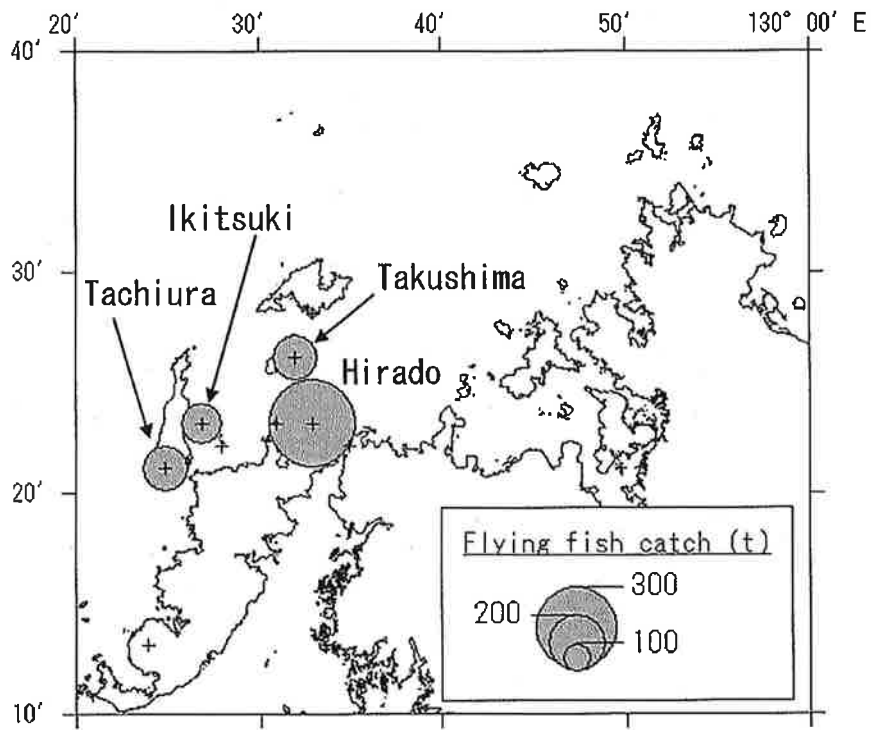 20′ 30′ 40′ 50′ 130° 00′ E
40′
Ikitsuki
30′
Tachiura
Takushima
Hirado
20′
Flying fish catch (t)
300
200
100
10′